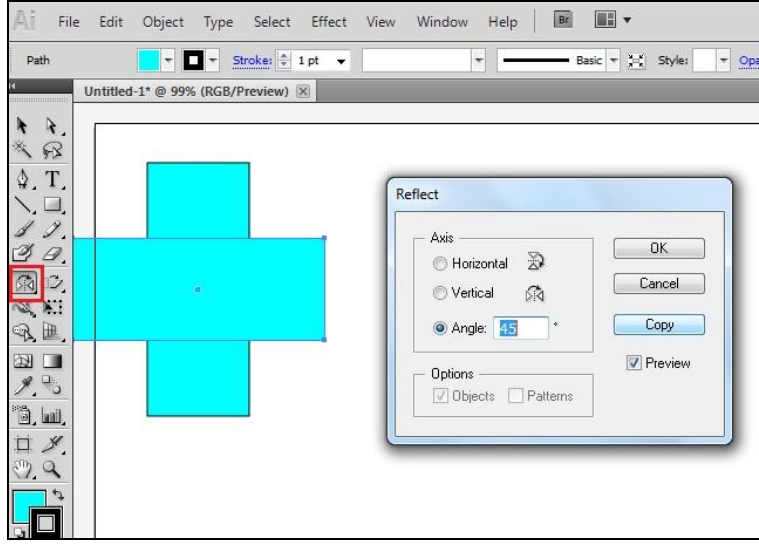 Ai File Edit Object Type Select Effect View Window Help Br
Path Stroke: 1 pt Basic Style: Opa
Untitled-1* @ 99% (RGB/Preview)
T
Reflect
Axis
Horizontal
Vertical
Angle: 45 °
Options
Objects Patterns
OK
Cancel
Copy
Preview